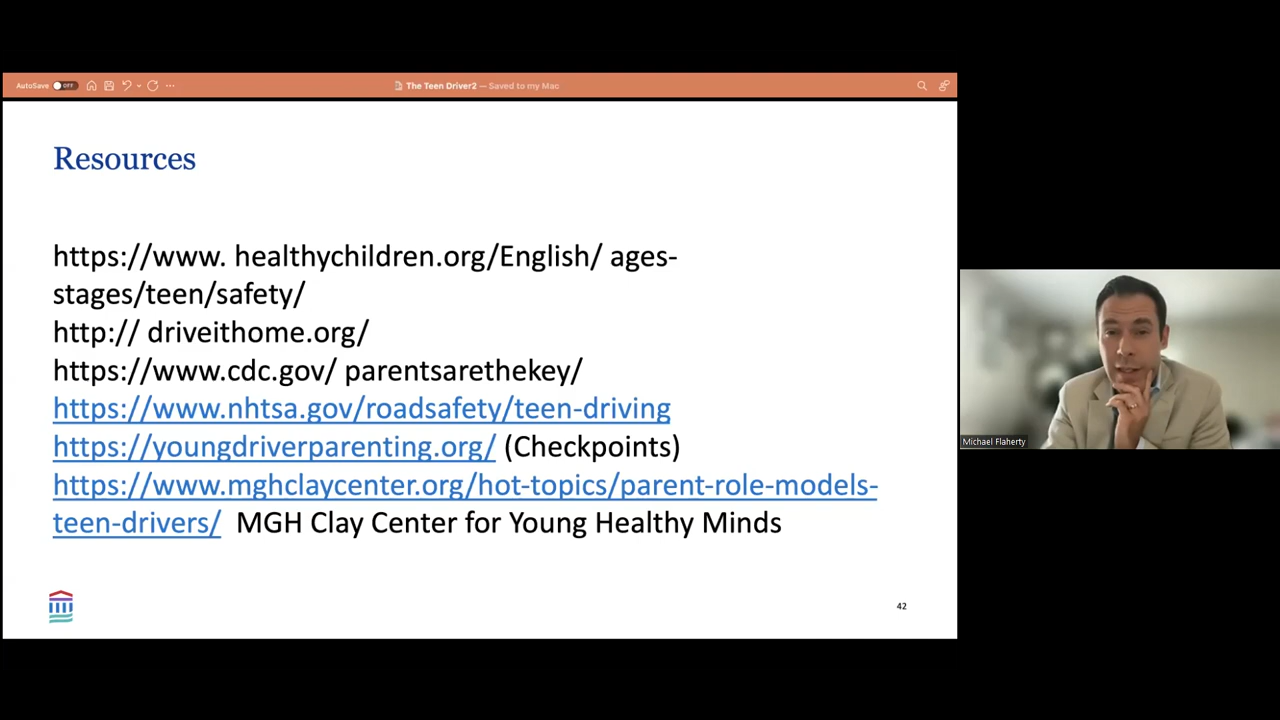 AutoSave OFF
The Teen Driver2 — Saved to my Mac
Resources
https://www. healthychildren.org/English/ ages-
stages/teen/safety/
http:// driveithome.org/
https://www.cdc.gov/ parentsarethekey/
https://www.nhtsa.gov/roadsafety/teen-driving
https://youngdriverparenting.org/ (Checkpoints)
https://www.mghclaycenter.org/hot-topics/parent-role-models-
teen-drivers/ MGH Clay Center for Young Healthy Minds
42
Michael Flaherty